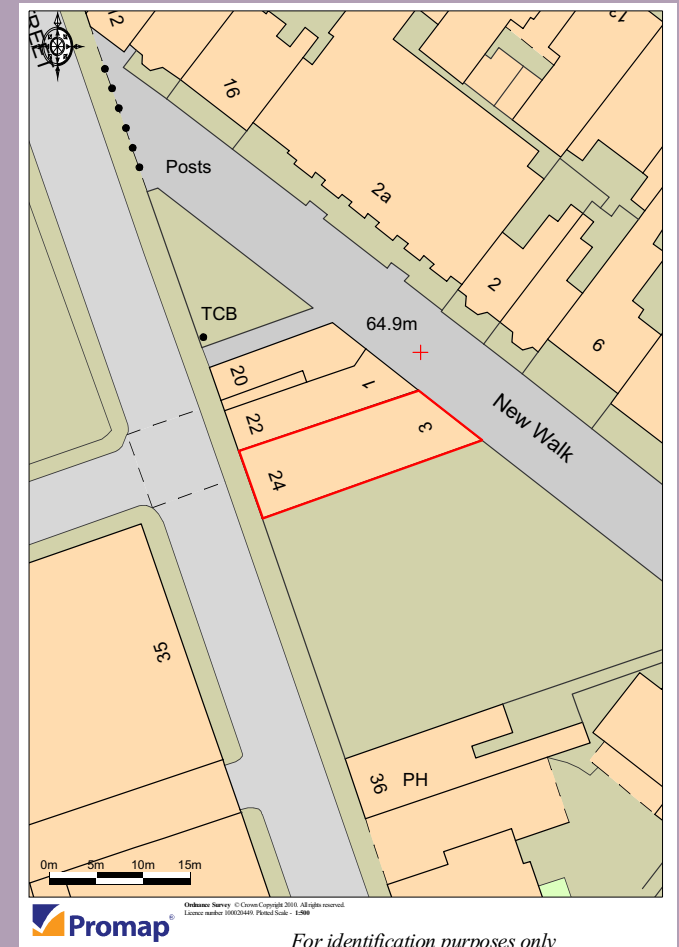 REET
12
12
16
Posts
2a
TCB
2
64.9m
6
20
1
New Walk
22
3
24
35
36
PH
0m 5m 10m 15m
Ordnance Survey © Crown Copyright 2010. All rights reserved.
Licence number 100020449. Plotted Scale - 1:500
Promap®
For identification purposes only